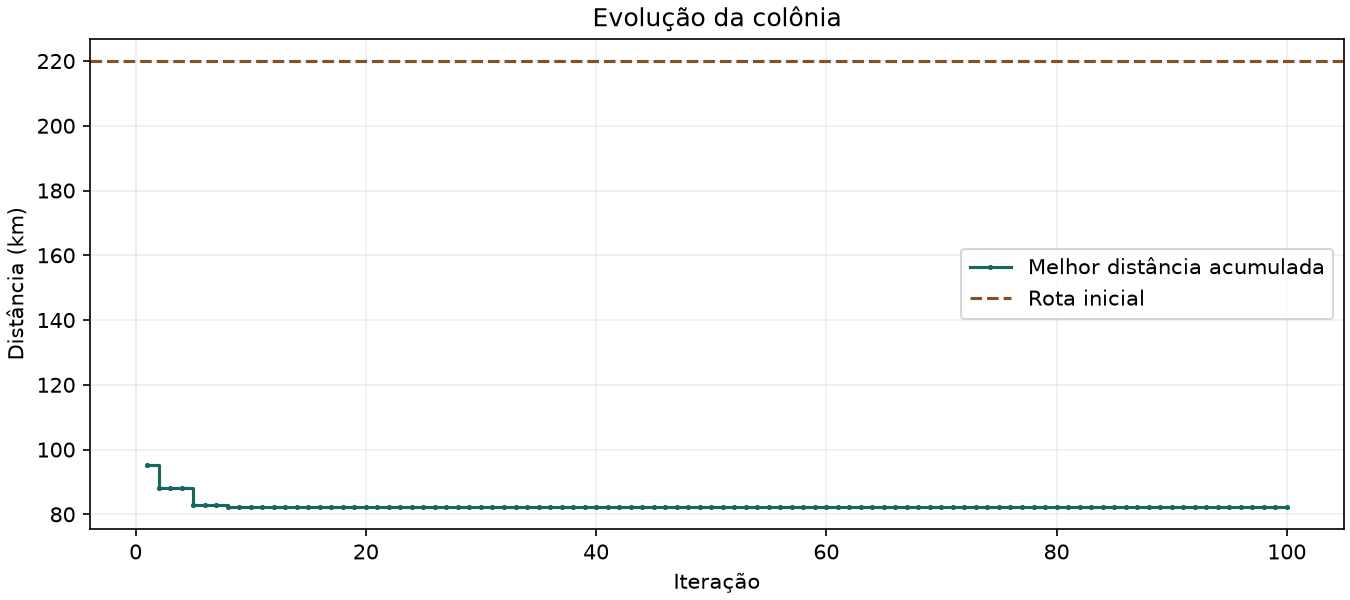 Evolução da colônia
Distância (km)
220
200
180
160
140
120
100
80
Melhor distância acumulada
Rota inicial
0 20 40 60 80 100
Iteração